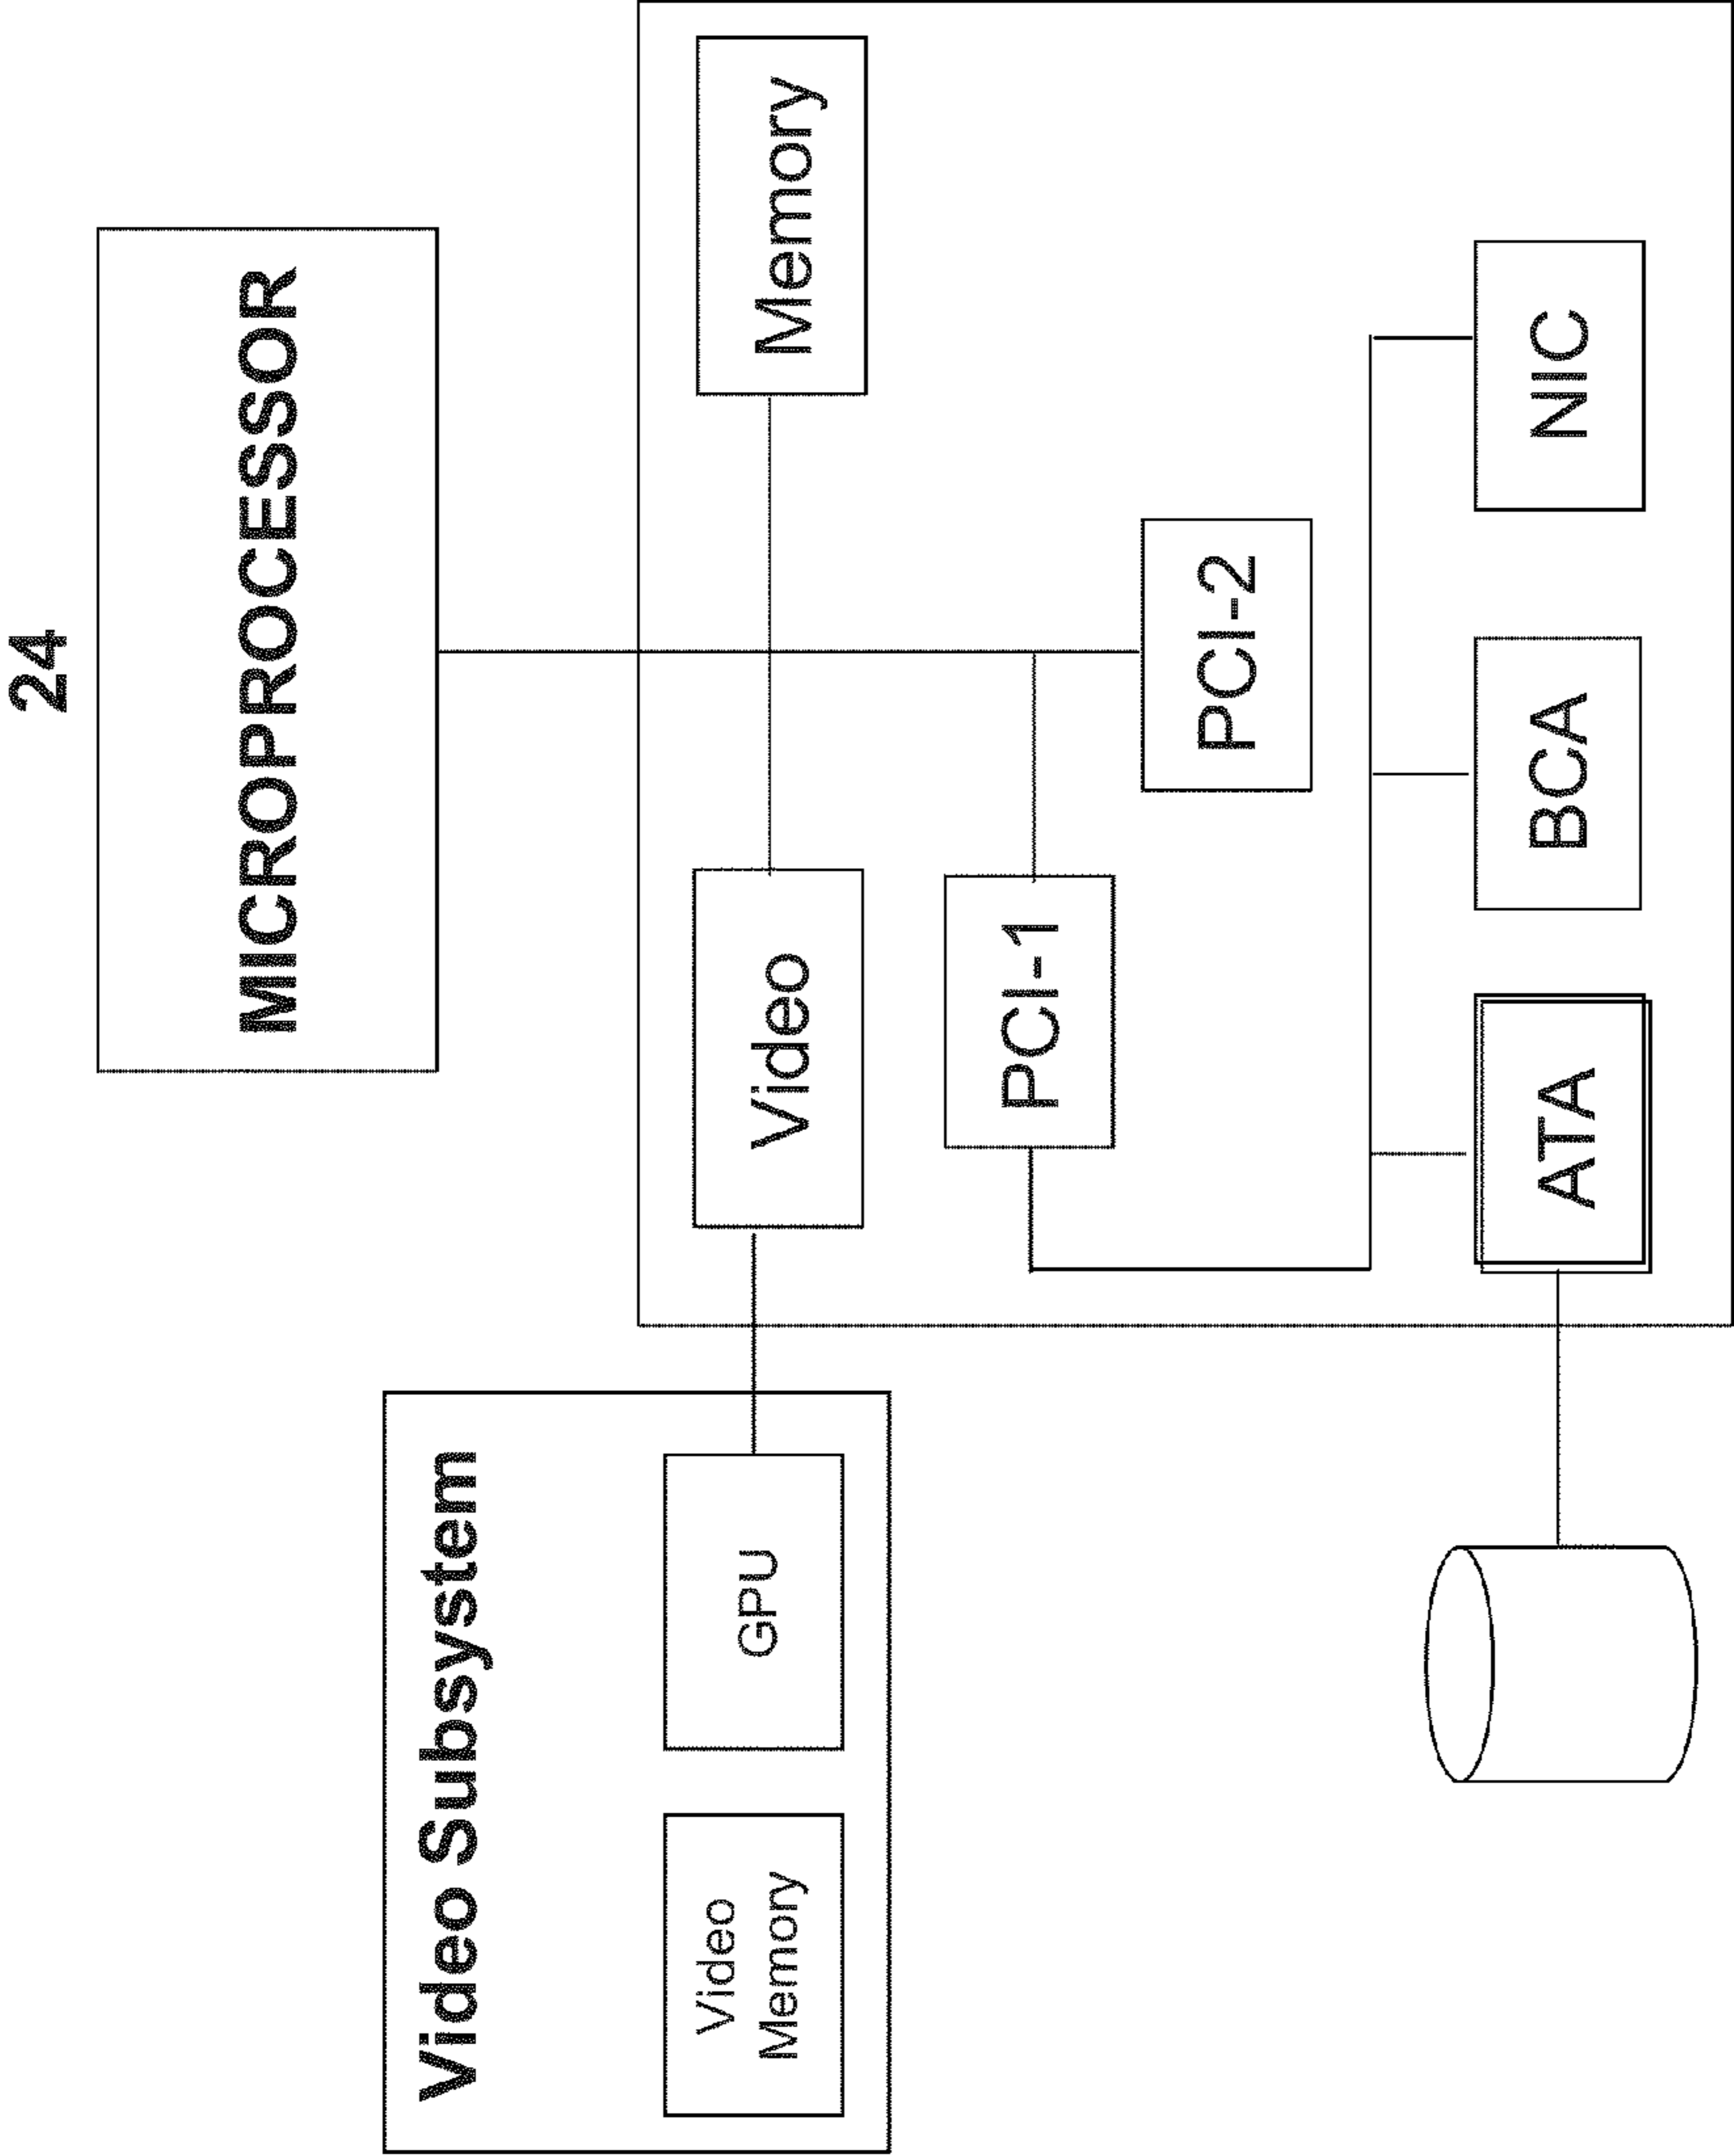 24
MICROPROCESSOR
Video Subsystem
Video
Memory
GPU
Video
Memory
PCI-1
PCI-2
ATA
BCA
NIC